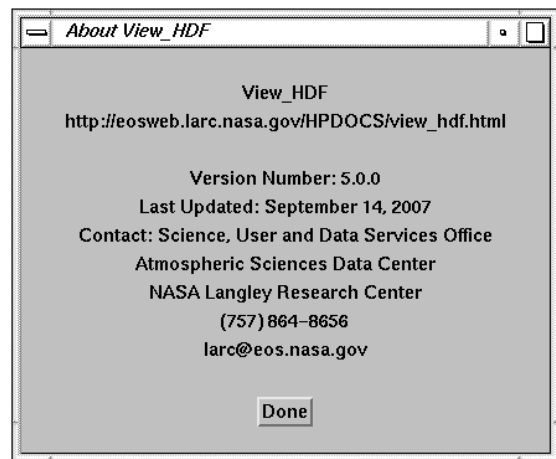 About View_HDF
View_HDF
http://eosweb.larc.nasa.gov/HPDOCS/view_hdf.html
Version Number: 5.0.0
Last Updated: September 14, 2007
Contact: Science, User and Data Services Office
Atmospheric Sciences Data Center
NASA Langley Research Center
(757) 864-8656
larc@eos.nasa.gov
Done